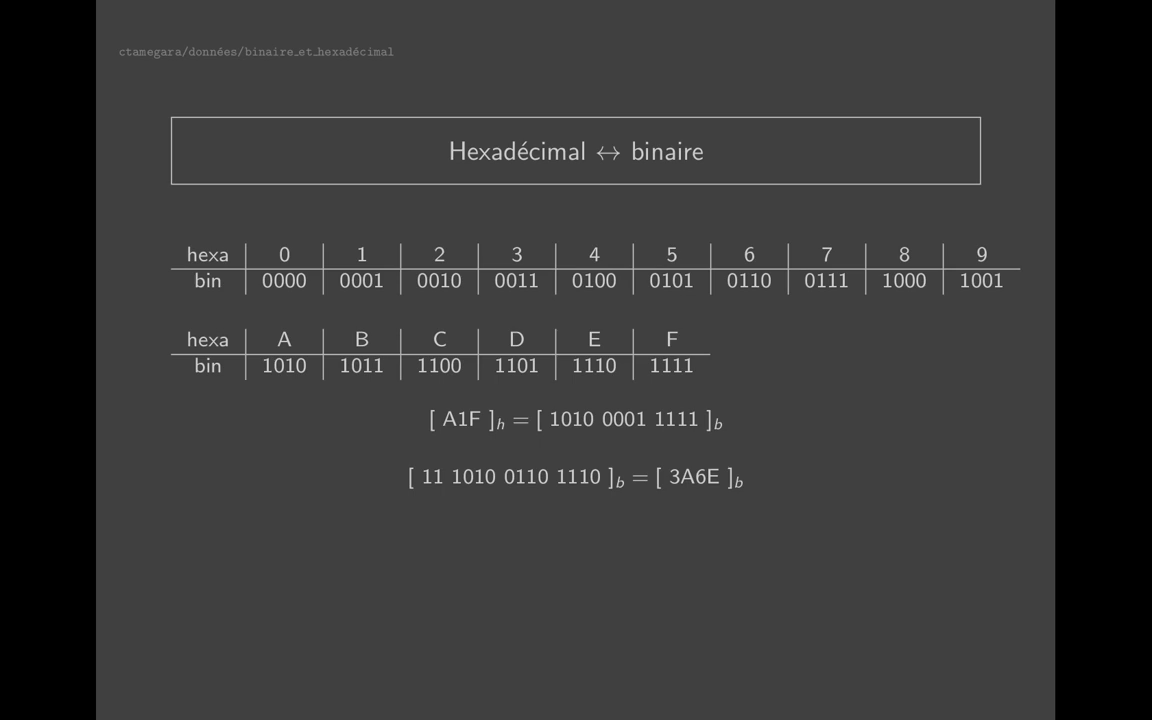 ctamegara/données/binaire_et_hexadécimal
Hexadécimal ↔ binaire
hexa 0 1 2 3 4 5 6 7 8 9
bin 0000 0001 0010 0011 0100 0101 0110 0111 1000 1001
hexa A B C D E F
bin 1010 1011 1100 1101 1110 1111
[ A1F ]h = [ 1010 0001 1111 ]b
[ 11 1010 0110 1110 ]b = [ 3A6E ]b